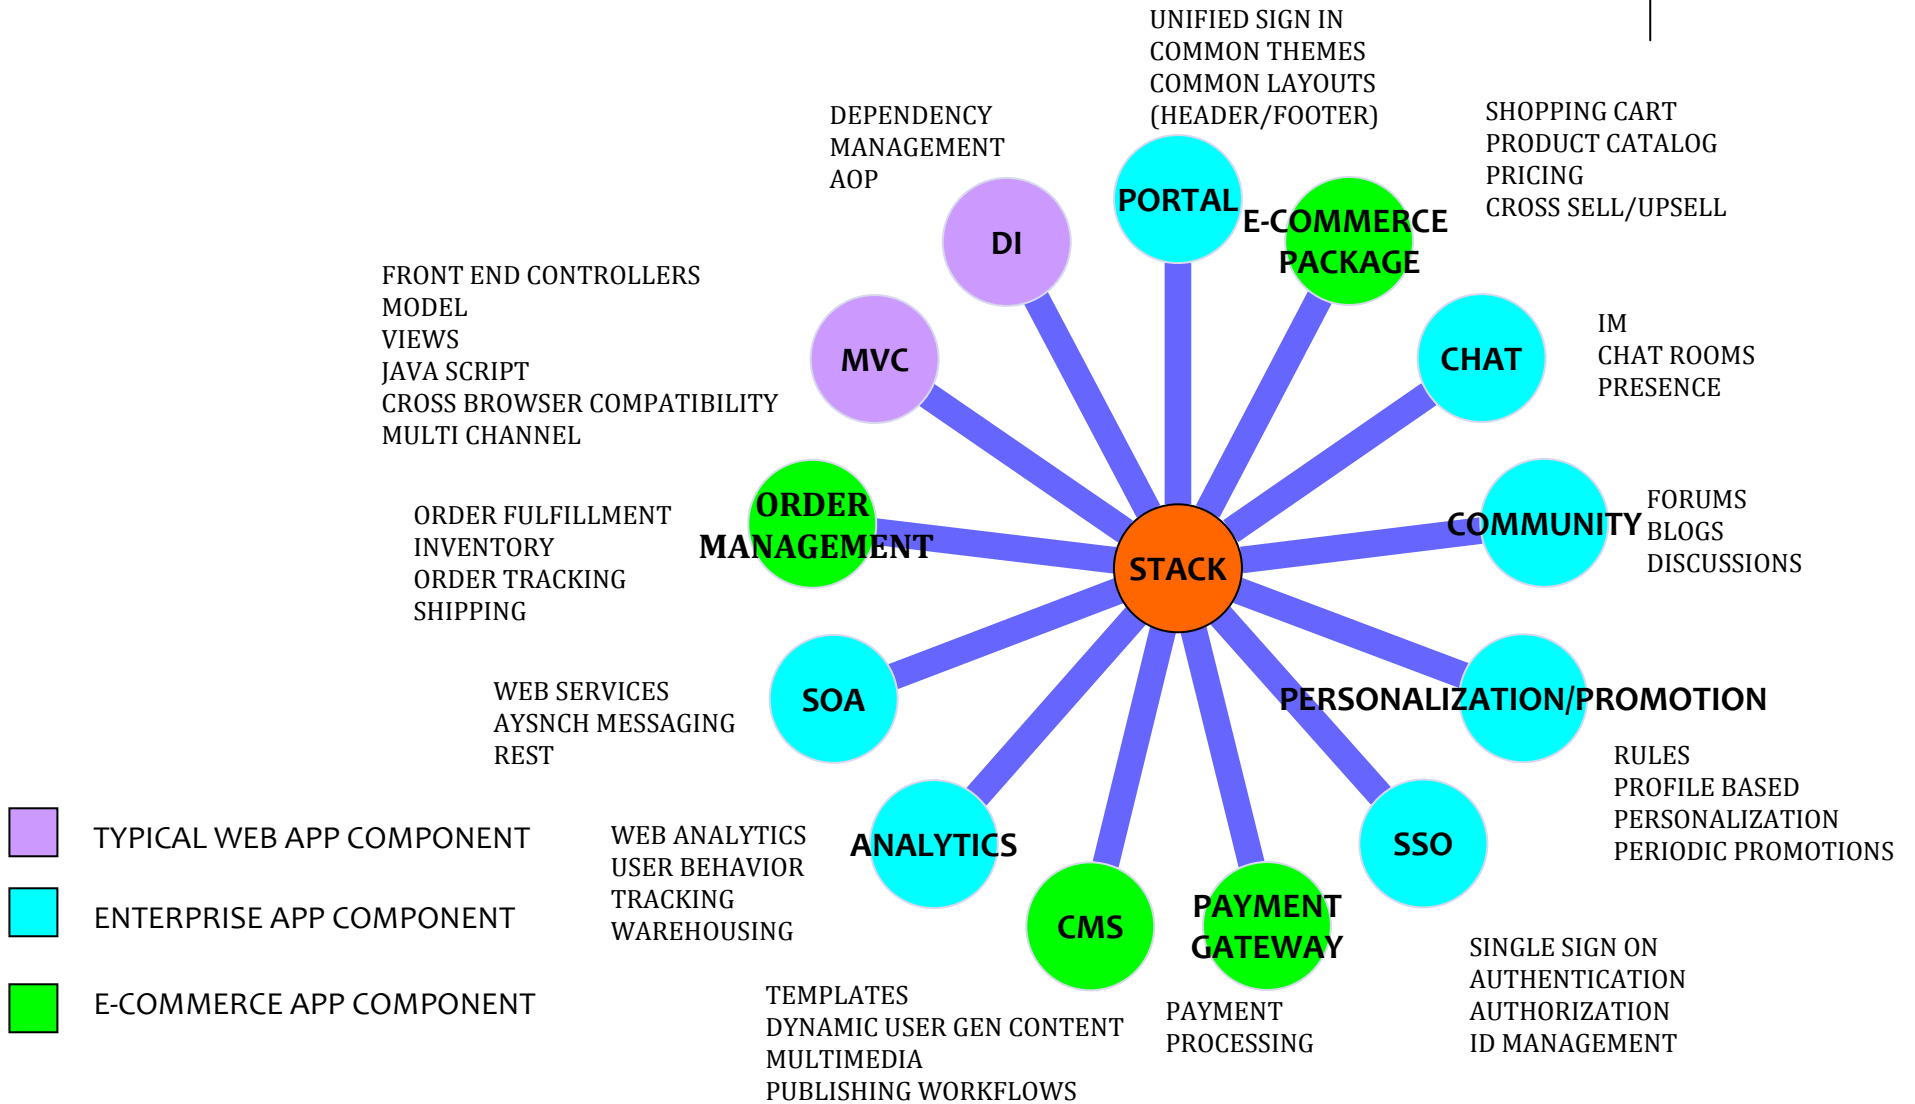 UNIFIED SIGN IN
COMMON THEMES
COMMON LAYOUTS
(HEADER/FOOTER)
PORTAL
SHOPPING CART
PRODUCT CATALOG
PRICING
CROSS SELL/UPSELL
E-COMMERCE
PACKAGE
IM
CHAT ROOMS
PRESENCE
CHAT
FORUMS
BLOGS
DISCUSSIONS
COMMUNITY
PERSONALIZATION/PROMOTION
RULES
PROFILE BASED
PERSONALIZATION
PERIODIC PROMOTIONS
SSO
SINGLE SIGN ON
AUTHENTICATION
AUTHORIZATION
ID MANAGEMENT
PAYMENT
GATEWAY
PAYMENT
PROCESSING
CMS
TEMPLATES
DYNAMIC USER GEN CONTENT
MULTIMEDIA
PUBLISHING WORKFLOWS
ANALYTICS
WEB ANALYTICS
USER BEHAVIOR
TRACKING
WAREHOUSING
SOA
WEB SERVICES
AYSNCH MESSAGING
REST
ORDER
MANAGEMENT
ORDER FULFILLMENT
INVENTORY
ORDER TRACKING
SHIPPING
MVC
FRONT END CONTROLLERS
MODEL
VIEWS
JAVA SCRIPT
CROSS BROWSER COMPATIBILITY
MULTI CHANNEL
DI
DEPENDENCY
MANAGEMENT
AOP
STACK
TYPICAL WEB APP COMPONENT
ENTERPRISE APP COMPONENT
E-COMMERCE APP COMPONENT